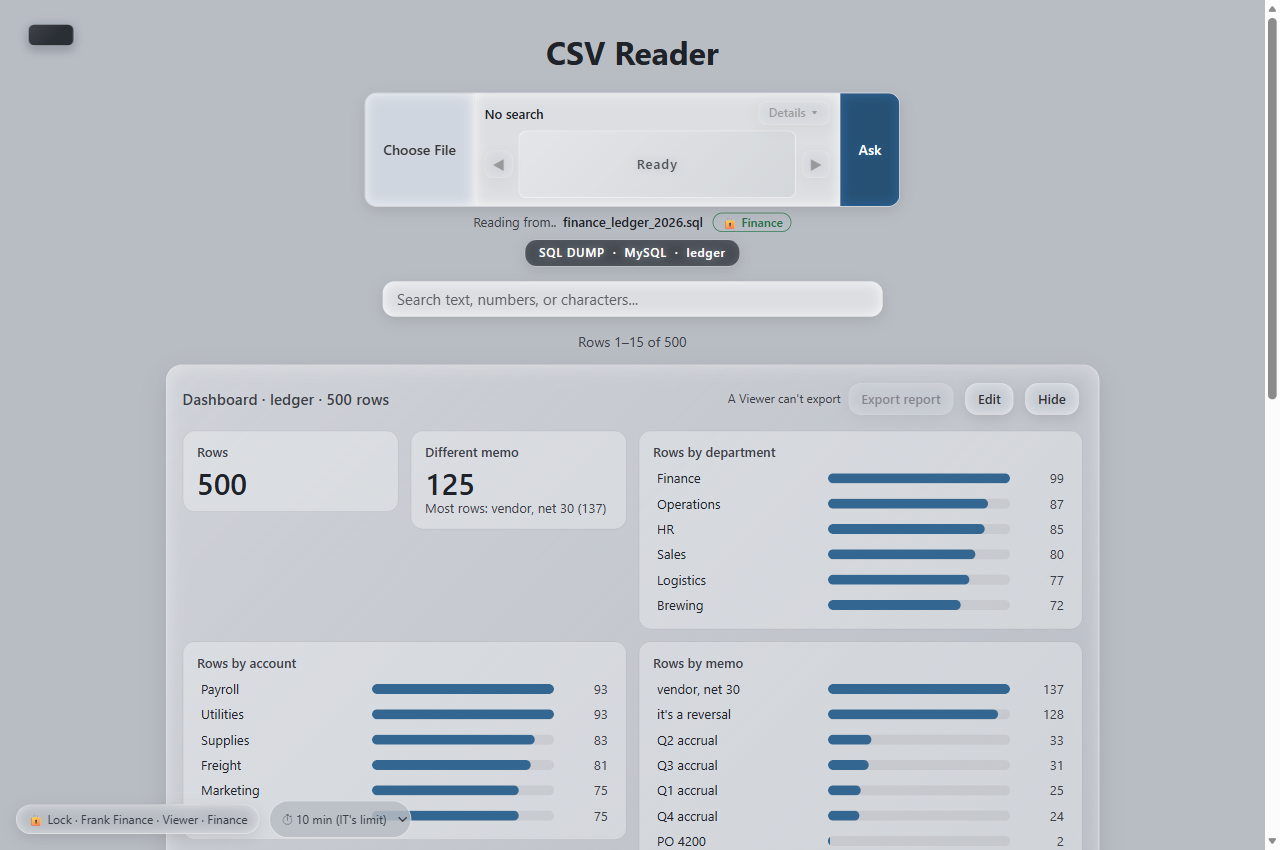 CSV Reader
Choose File
No search
Details
Ready
Ask
Reading from.. finance_ledger_2026.sql Finance
SQL DUMP · MySQL · ledger
Search text, numbers, or characters...
Rows 1–15 of 500
Dashboard · ledger · 500 rows
A Viewer can't export
Export report
Edit
Hide
Rows
500
Different memo
125
Most rows: vendor, net 30 (137)
Rows by department
Finance 99
Operations 87
HR 85
Sales 80
Logistics 77
Brewing 72
Rows by account
Payroll 93
Utilities 93
Supplies 83
Freight 81
Marketing 75
75
Rows by memo
vendor, net 30 137
it's a reversal 128
Q2 accrual 33
Q3 accrual 31
Q1 accrual 25
Q4 accrual 24
PO 4200 2
Lock · Frank Finance · Viewer · Finance
10 min (IT's limit)